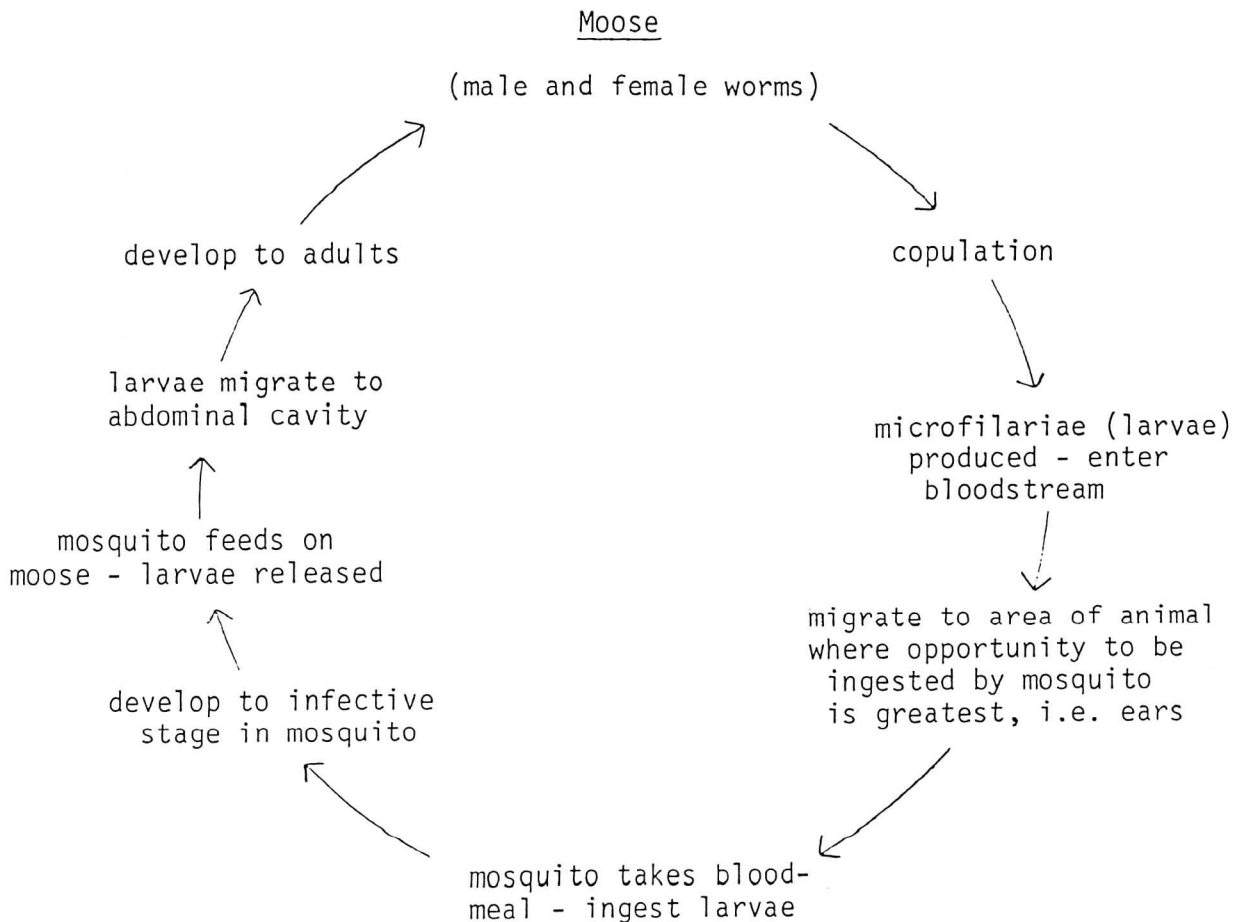 Moose
(male and female worms)
copulation
microfilariae (larvae)
produced - enter
bloodstream
migrate to area of animal
where opportunity to be
ingested by mosquito
is greatest, i.e. ears
mosquito takes blood-
meal - ingest larvae
develop to infective
stage in mosquito
mosquito feeds on
moose - larvae released
larvae migrate to
abdominal cavity
develop to adults